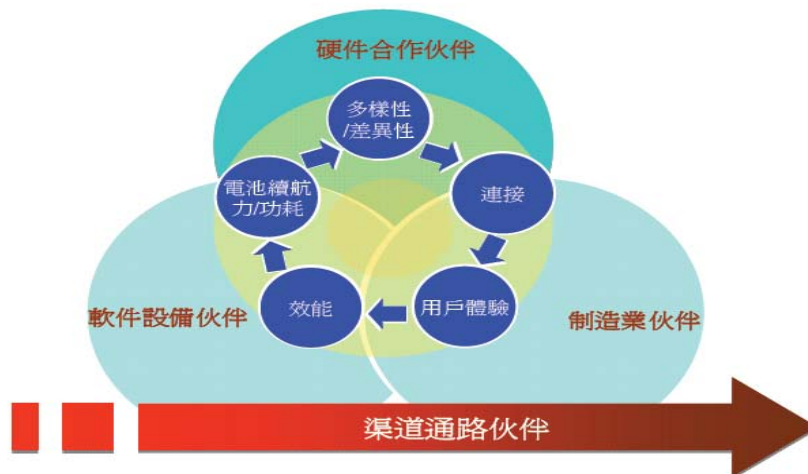 硬件合作伙伴
多樣性
/差異性
電池續航
力/功耗
連接
軟件設備伙伴
效能
用戶體驗
制造業伙伴
渠道通路伙伴